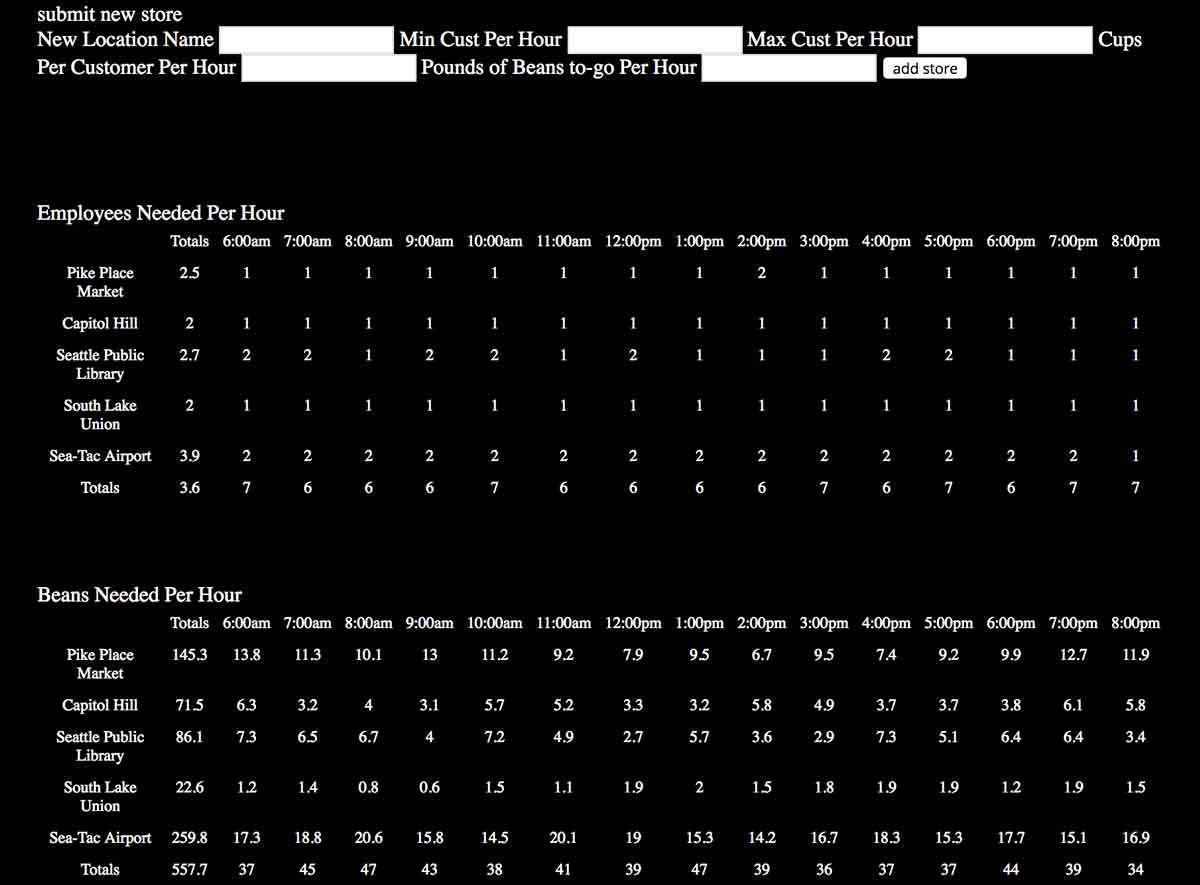 submit new store
New Location Name Min Cust Per Hour Max Cust Per Hour Cups
Per Customer Per Hour Pounds of Beans to-go Per Hour add store
Employees Needed Per Hour
Totals 6:00am 7:00am 8:00am 9:00am 10:00am 11:00am 12:00pm 1:00pm 2:00pm 3:00pm 4:00pm 5:00pm 6:00pm 7:00pm 8:00pm
Pike Place 2.5 1 1 1 1 1 1 1 1 2 1 1 1 1 1 1
Market
Capitol Hill 2 1 1 1 1 1 1 1 1 1 1 1 1 1 1 1
Seattle Public 2.7 2 2 1 2 2 1 2 1 1 1 2 2 1 1 1
Library
South Lake 2 1 1 1 1 1 1 1 1 1 1 1 1 1 1 1
Union
Sea-Tac Airport 3.9 2 2 2 2 2 2 2 2 2 2 2 2 2 2 1
Totals 3.6 7 6 6 6 7 6 6 6 6 7 6 7 6 7 7
Beans Needed Per Hour
Totals 6:00am 7:00am 8:00am 9:00am 10:00am 11:00am 12:00pm 1:00pm 2:00pm 3:00pm 4:00pm 5:00pm 6:00pm 7:00pm 8:00pm
Pike Place 145.3 13.8 11.3 10.1 13 11.2 9.2 7.9 9.5 6.7 9.5 7.4 9.2 9.9 12.7 11.9
Market
Capitol Hill 71.5 6.3 3.2 4 3.1 5.7 5.2 3.3 3.2 5.8 4.9 3.7 3.7 3.8 6.1 5.8
Seattle Public 86.1 7.3 6.5 6.7 4 7.2 4.9 2.7 5.7 3.6 2.9 7.3 5.1 6.4 6.4 3.4
Library
South Lake 22.6 1.2 1.4 0.8 0.6 1.5 1.1 1.9 2 1.5 1.8 1.9 1.9 1.2 1.9 1.5
Union
Sea-Tac Airport 259.8 17.3 18.8 20.6 15.8 14.5 20.1 19 15.3 14.2 16.7 18.3 15.3 17.7 15.1 16.9
Totals 557.7 37 45 47 43 38 41 39 47 39 36 37 37 44 39 34